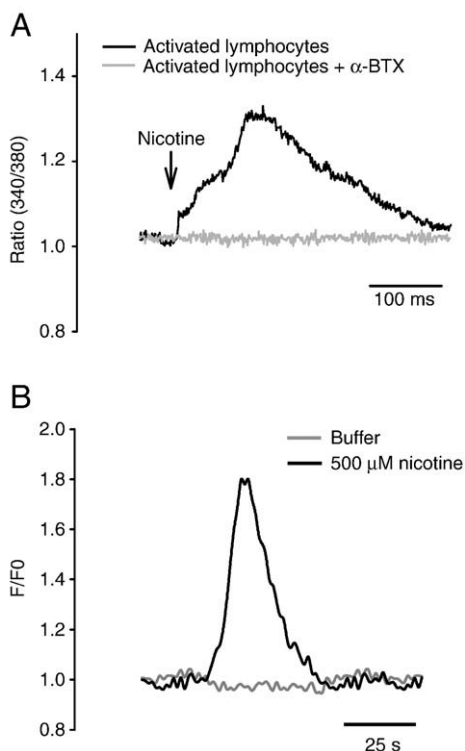 A
Activated lymphocytes
Activated lymphocytes + α-BTX
1.4
Nicotine
1.2
Ratio (340/380)
1.0
100 ms
0.8
B
2.0
Buffer
500 μM nicotine
1.8
1.6
F/F0
1.4
1.2
1.0
0.8
25 s